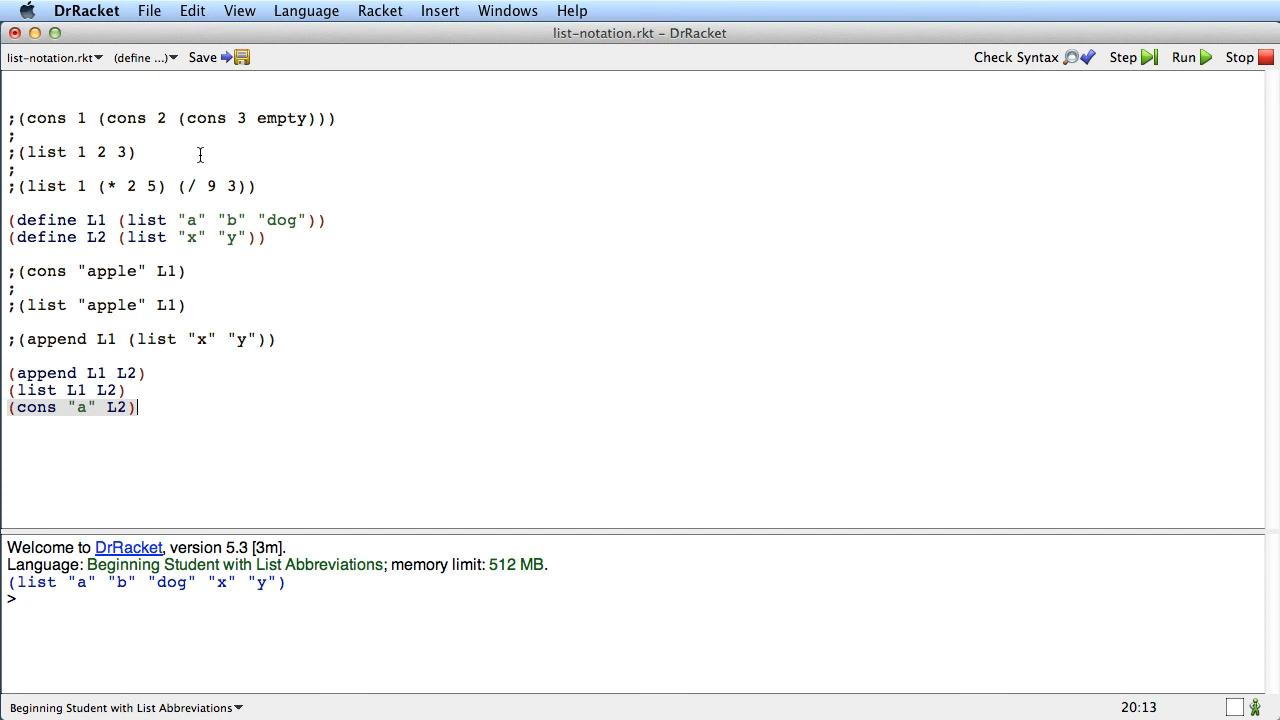 DrRacket File Edit View Language Racket Insert Windows Help
list-notation.rkt – DrRacket
list-notation.rkt (define ...) Save Check Syntax Step Run Stop
;(cons 1 (cons 2 (cons 3 empty)))
;
;(list 1 2 3)
;
;(list 1 (* 2 5) (/ 9 3))
(define L1 (list "a" "b" "dog"))
(define L2 (list "x" "y"))
;(cons "apple" L1)
;
;(list "apple" L1)
;(append L1 (list "x" "y"))
(append L1 L2)
(list L1 L2)
(cons "a" L2)
Welcome to DrRacket, version 5.3 [3m].
Language: Beginning Student with List Abbreviations; memory limit: 512 MB.
(list "a" "b" "dog" "x" "y")
>
Beginning Student with List Abbreviations 20:13